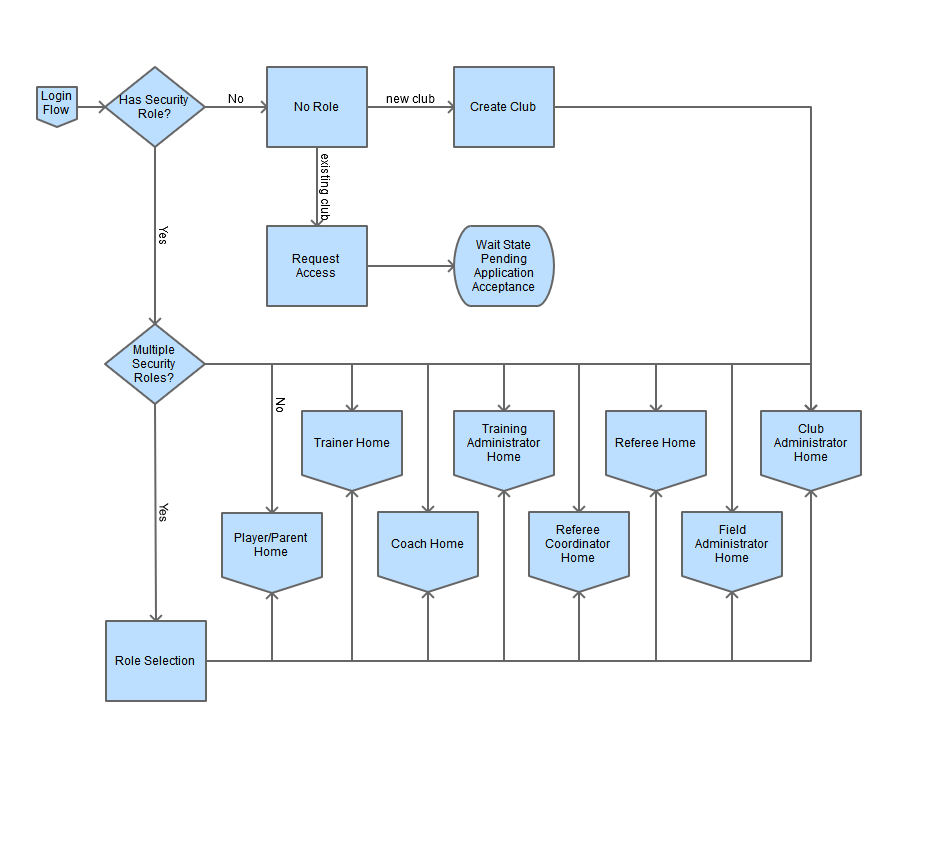 Login
Flow
Has Security
Role?
No
No Role
new club
Create Club
existing club
Yes
Request
Access
Wait State
Pending
Application
Acceptance
Multiple
Security
Roles?
No
Trainer Home
Training
Administrator
Home
Referee Home
Club
Administrator
Home
Yes
Player/Parent
Home
Coach Home
Referee
Coordinator
Home
Field
Administrator
Home
Role Selection